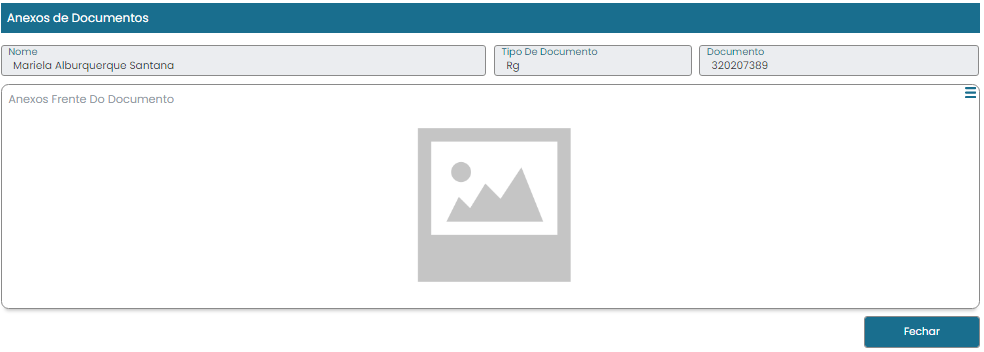 Anexos de Documentos
Nome
Mariela Alburquerque Santana
Tipo De Documento
Rg
Documento
320207389
Anexos Frente Do Documento
Fechar